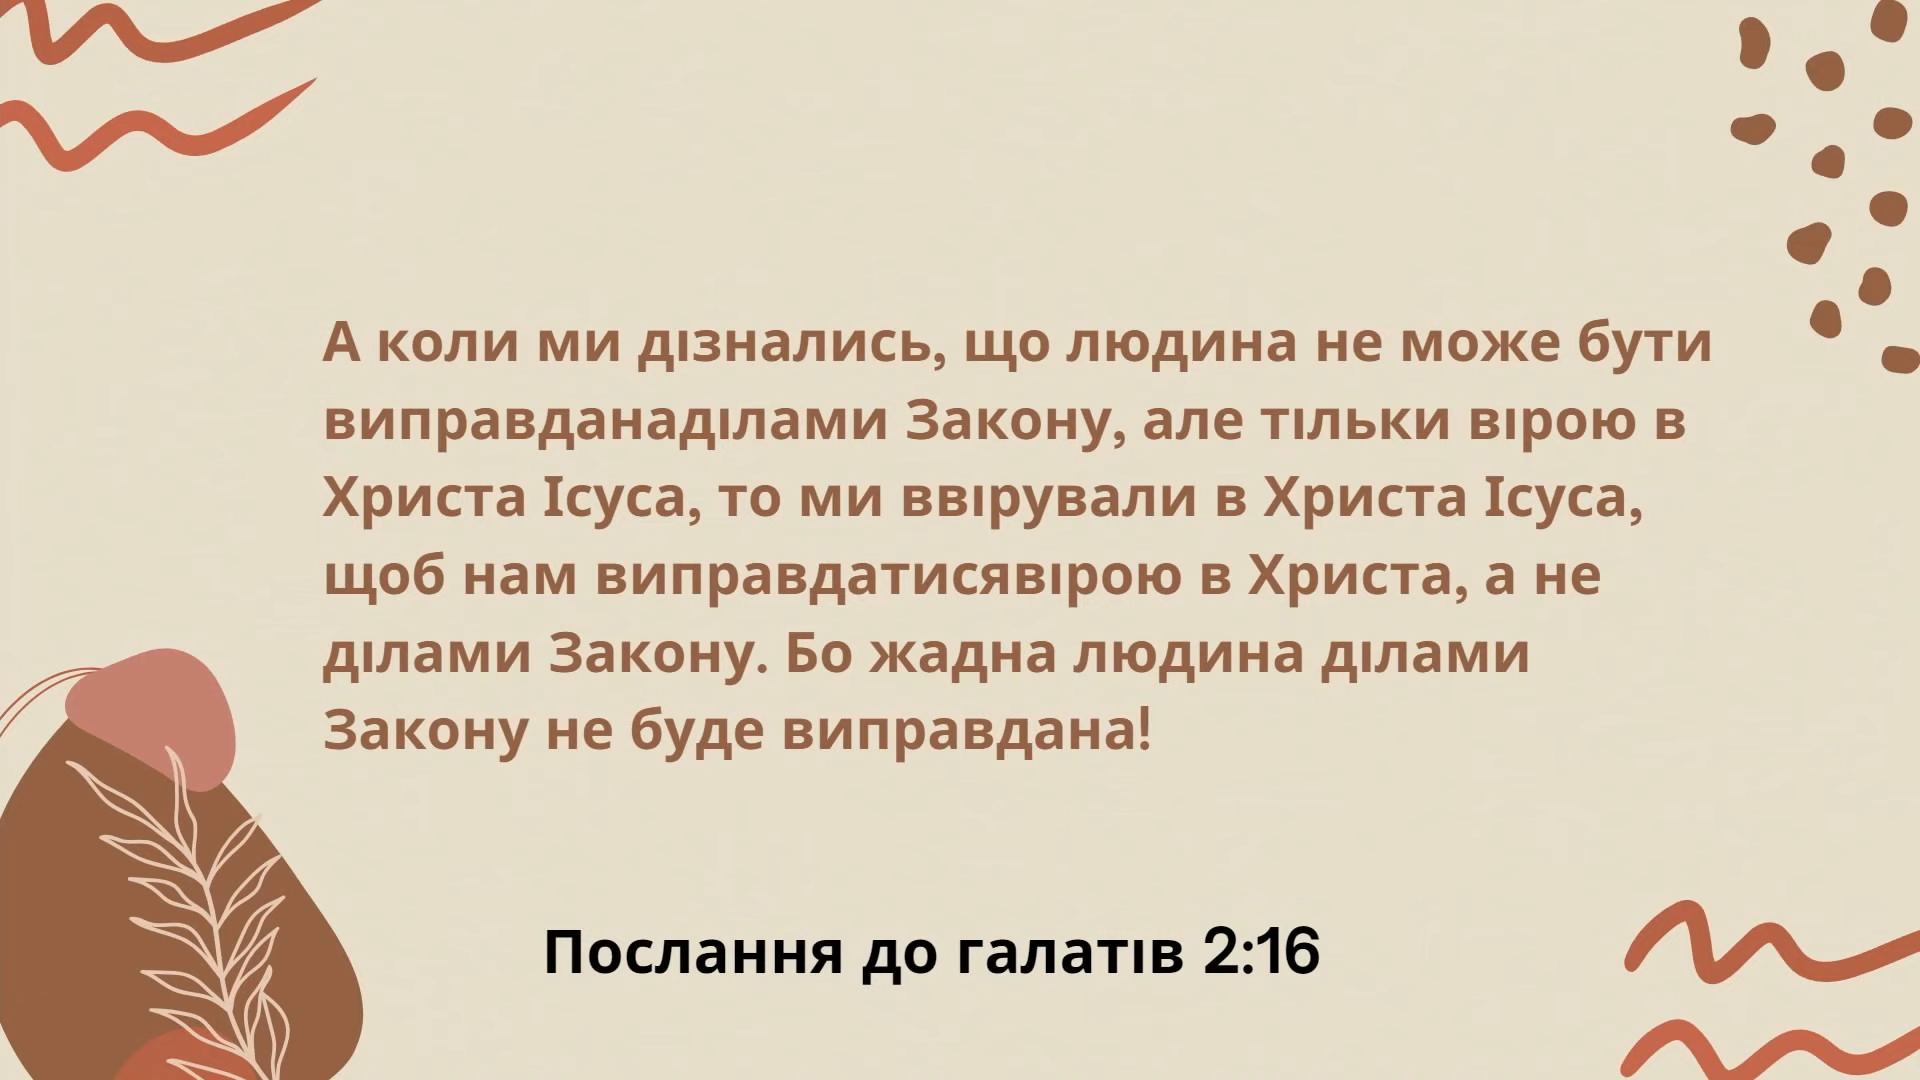 А коли ми дізнались, що людина не може бути
виправданаділами Закону, але тільки вірою в
Христа Ісуса, то ми ввірували в Христа Ісуса,
щоб нам виправдатисявірою в Христа, а не
ділами Закону. Бо жадна людина ділами
Закону не буде виправдана!
Послання до галатів 2:16